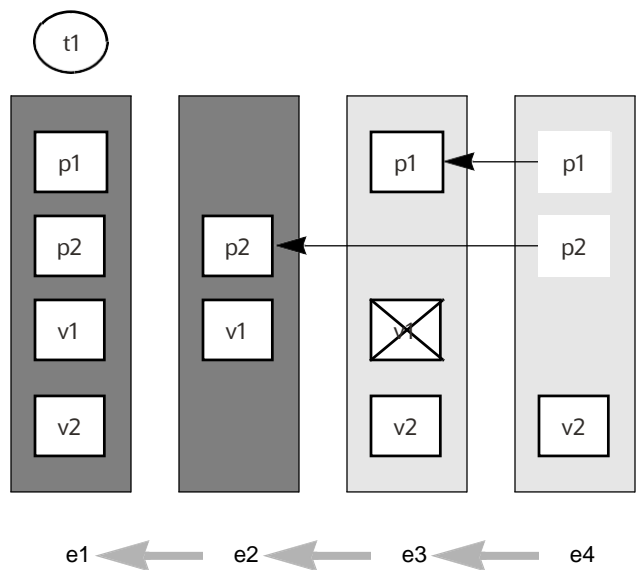 t1
p1 p1 p1
p2 p2 p2
v1 v1 v1
v2 v2 v2
e1 e2 e3 e4